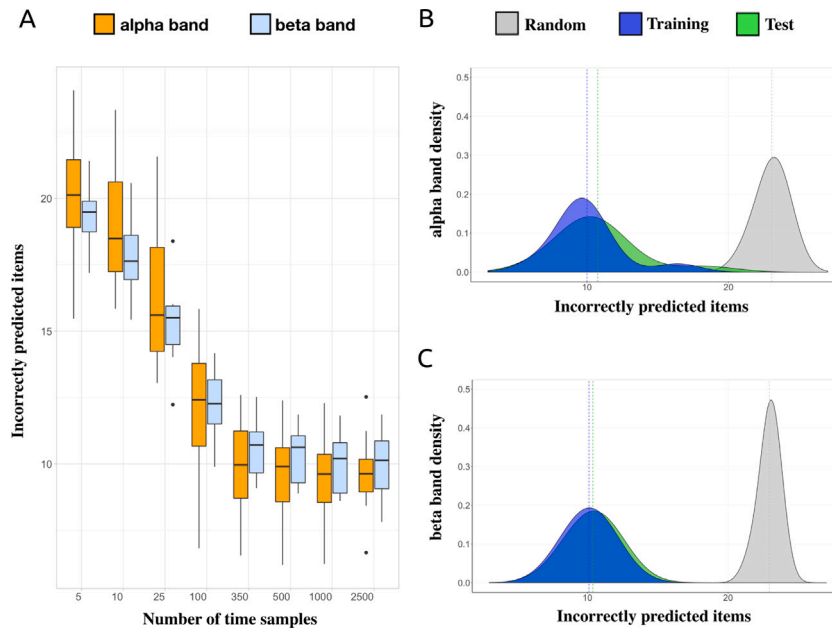 A
alpha band
beta band
Incorrectly predicted items
20
15
10
5
10
25
100
350
500
1000
2500
Number of time samples
B
Random
Training
Test
alpha band density
0.5
0.4
0.3
0.2
0.1
0.0
10
20
Incorrectly predicted items
C
beta band density
0.5
0.4
0.3
0.2
0.1
0.0
10
20
Incorrectly predicted items